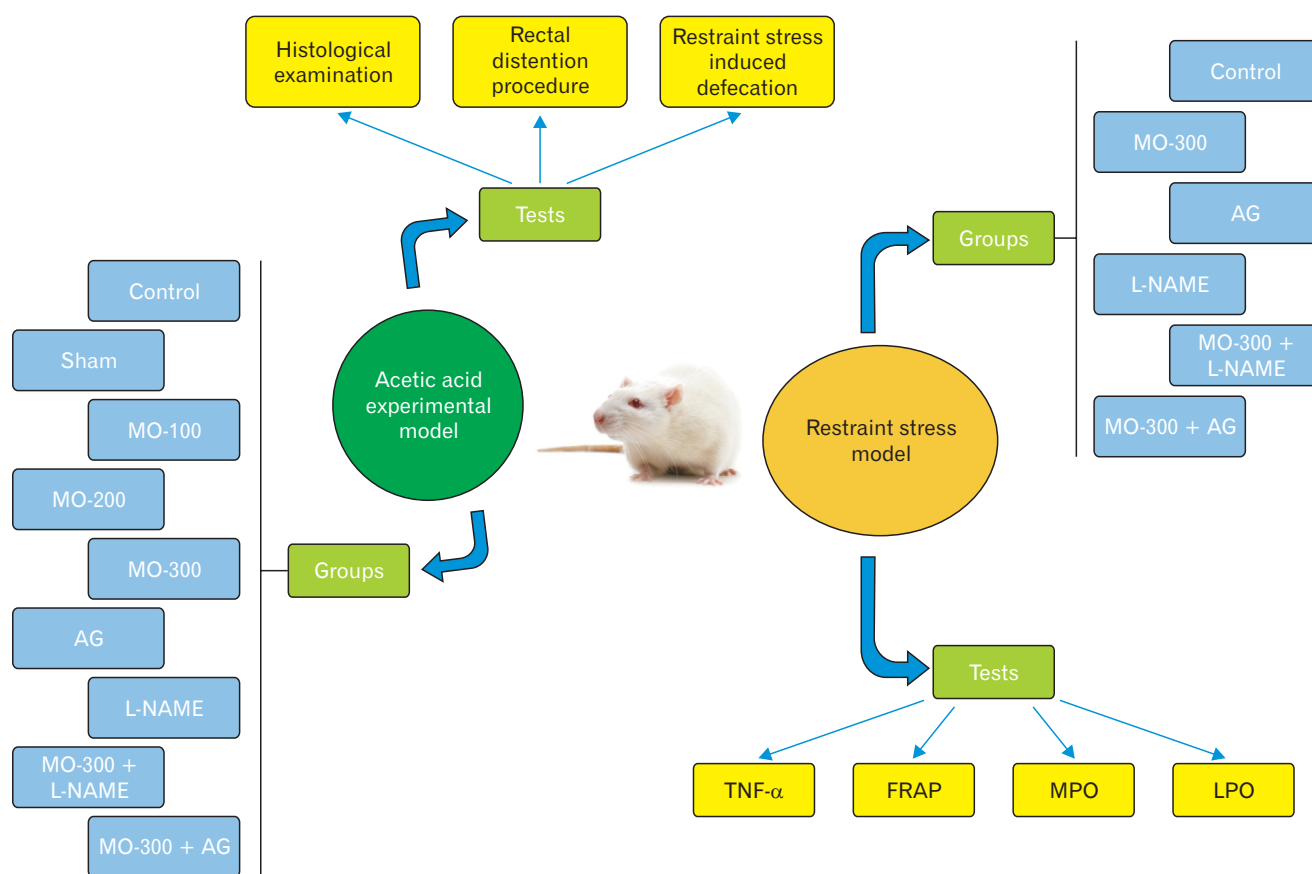 Histological
examination
Rectal
distention
procedure
Restraint stress
induced
defecation
Tests
Control
Sham
MO-100
MO-200
MO-300
AG
L-NAME
MO-300 +
L-NAME
MO-300 + AG
Groups
Acetic acid
experimental
model
Restraint stress
model
Groups
Control
MO-300
AG
L-NAME
MO-300 +
L-NAME
MO-300 + AG
Tests
TNF-α
FRAP
MPO
LPO